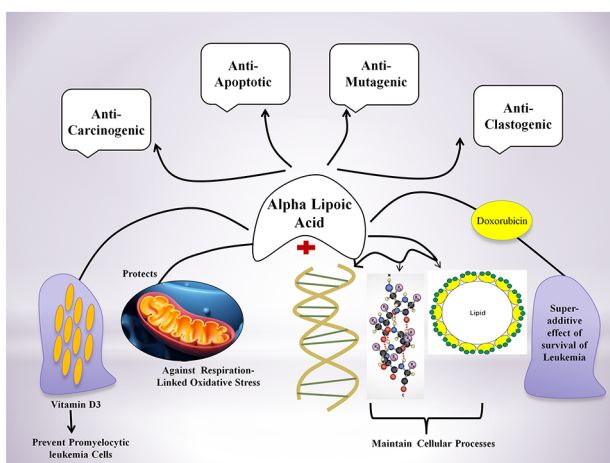 Anti-
Apoptotic
Anti-
Mutagenic
Anti-
Carcinogenic
Anti-
Clastogenic
Alpha Lipoic
Acid
Doxorubicin
Protects
Lipid
Super-
additive
effect of
survival of
Leukemia
Against Respiration-
Linked Oxidative Stress
Vitamin D3
Prevent Promyelocytic
leukemia Cells
Maintain Cellular Processes